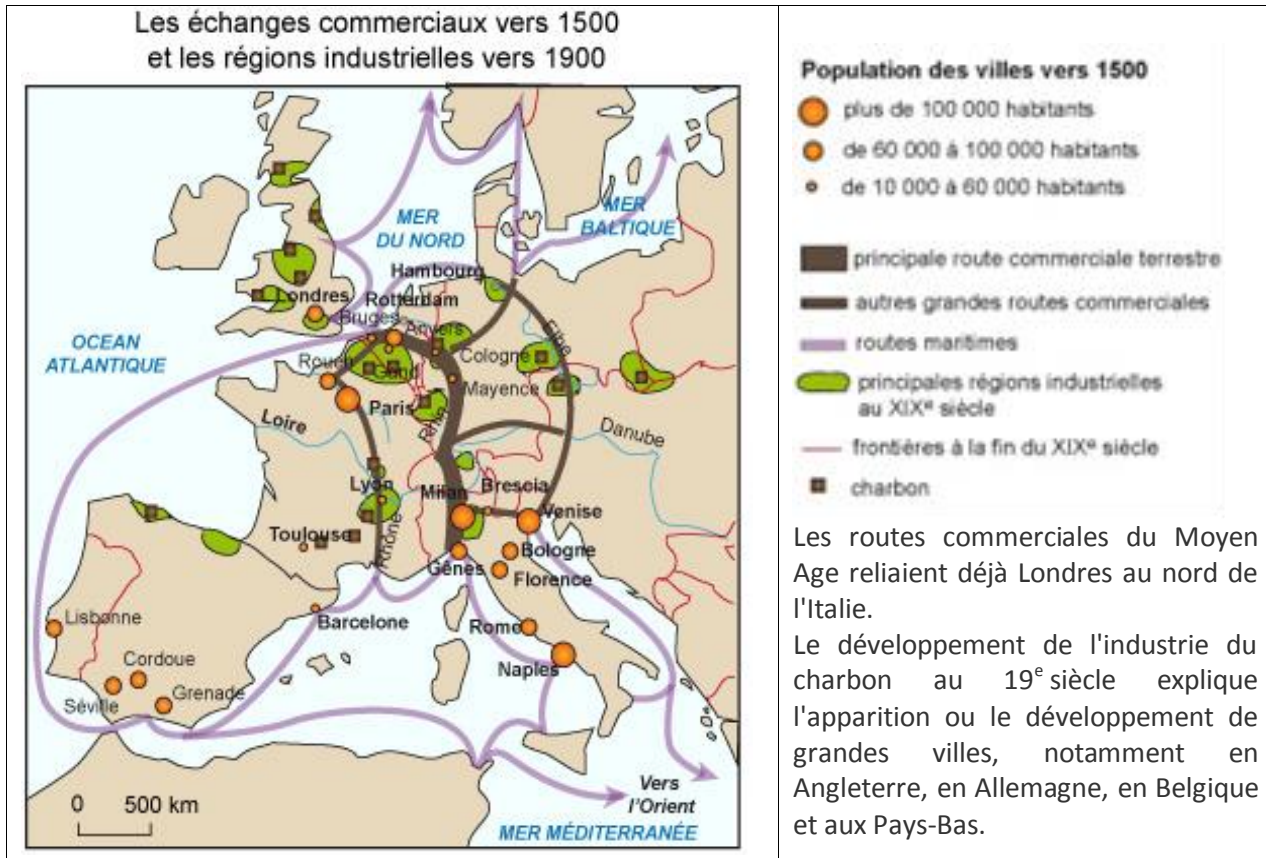 Les échanges commerciaux vers 1500
et les régions industrielles vers 1900
MER
DU NORD
MER
BALTIQUE
Hambourg
Londres
Rotterdam
Bruges
Anvers
Elbe
OCEAN
ATLANTIQUE
Cologne
Rouen
Gand
Mayence
Paris
Rhin
Loire
Danube
Lyon
Milan
Brescia
Venise
Toulouse
Rhône
Bologne
Gênes
Florence
Lisbonne
Barcelone
Rome
Cordoue
Naples
Séville
Grenade
Vers
l'Orient
0 500 km
MER MÉDITERRANÉE
Population des villes vers 1500
plus de 100 000 habitants
de 60 000 à 100 000 habitants
de 10 000 à 60 000 habitants
principale route commerciale terrestre
autres grandes routes commerciales
routes maritimes
principales régions industrielles
au XIXe siècle
frontières à la fin du XIXe siècle
charbon
Les routes commerciales du Moyen
Age reliaient déjà Londres au nord de
l'Italie.
Le développement de l'industrie du
charbon au 19e siècle explique
l'apparition ou le développement de
grandes villes, notamment en
Angleterre, en Allemagne, en Belgique
et aux Pays-Bas.